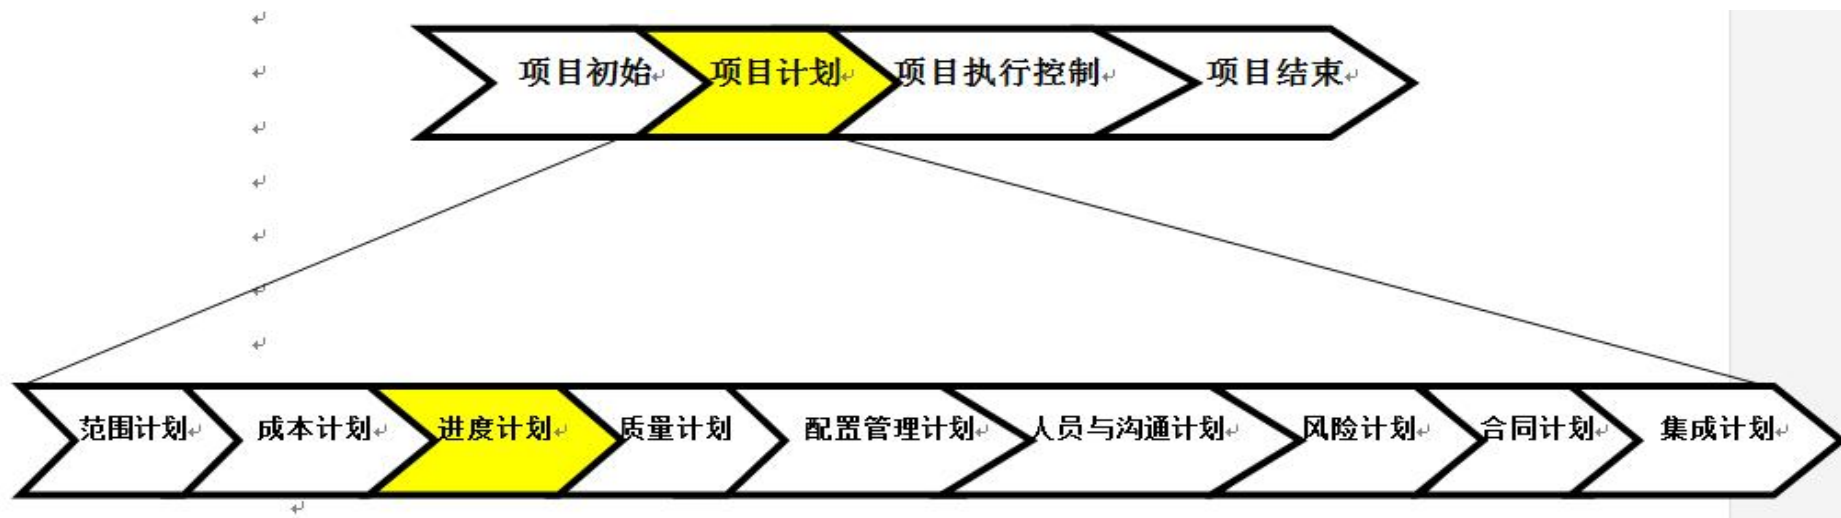 项目初始 项目计划 项目执行控制 项目结束
范围计划 成本计划 进度计划 质量计划 配置管理计划 人员与沟通计划 风险计划 合同计划 集成计划